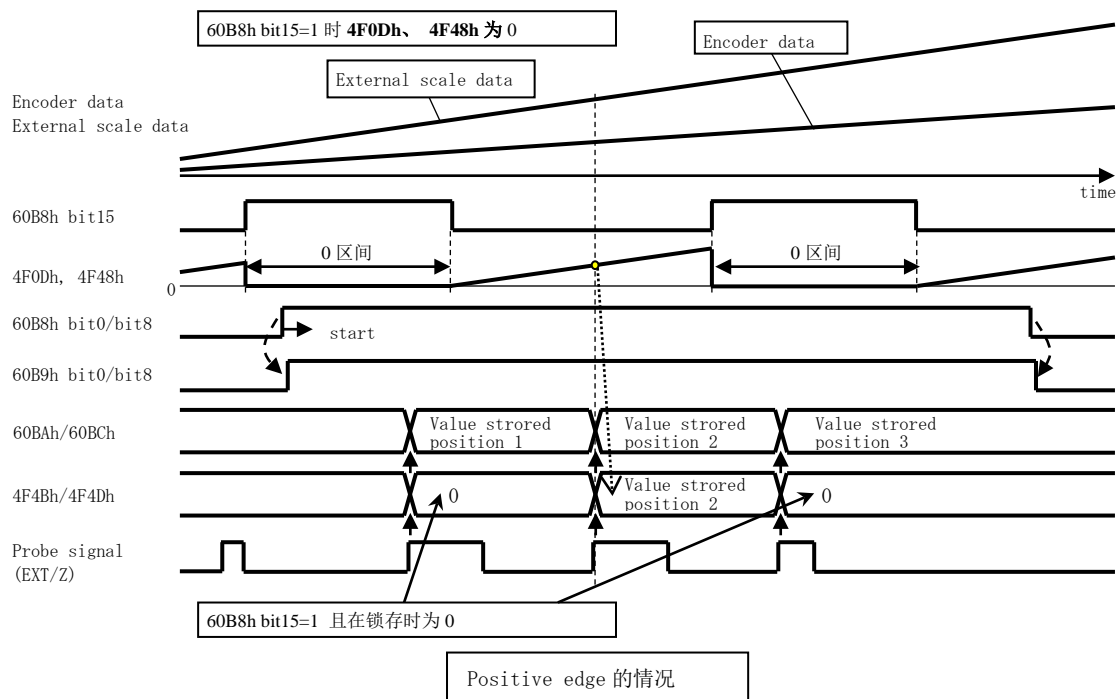 60B8h bit15=1 时 4F0Dh、 4F48h 为 0
Encoder data
External scale data
Encoder data
External scale data
time
60B8h bit15
0 区间
0 区间
4F0Dh, 4F48h
0
60B8h bit0/bit8
start
60B9h bit0/bit8
60BAh/60BCh
Value strored
position 1
Value strored
position 2
Value strored
position 3
4F4Bh/4F4Dh
0
Value strored
position 2
0
Probe signal
(EXT/Z)
60B8h bit15=1 且在锁存时为 0
Positive edge 的情况